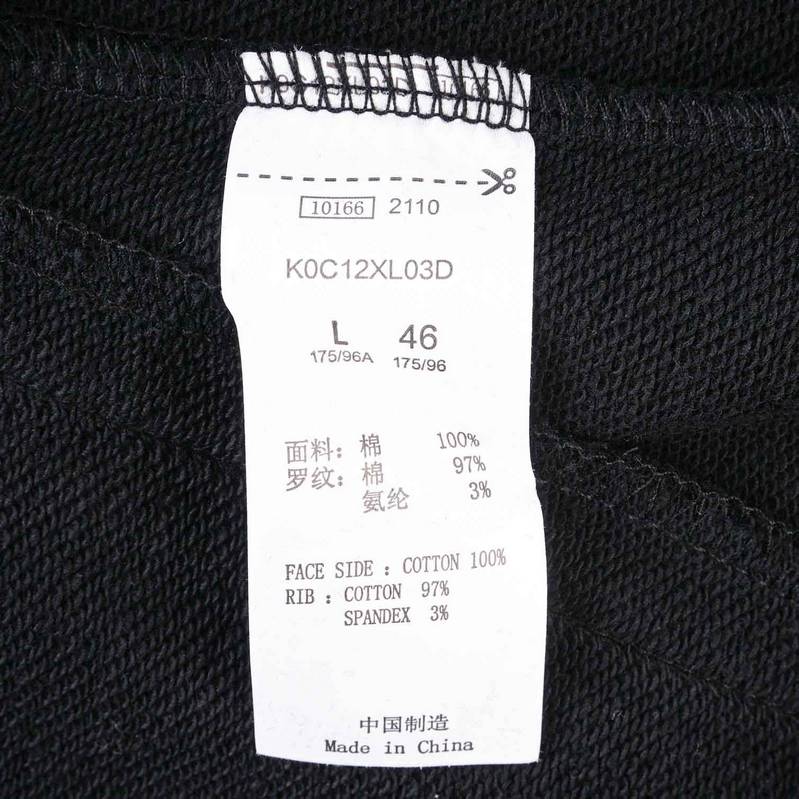 10166 2110
K0C12XL03D
L 46
175/96A 175/96
面料：棉 100%
罗纹：棉 97%
氨纶 3%
FACE SIDE : COTTON 100%
RIB : COTTON 97%
SPANDEX 3%
中国制造
Made in China